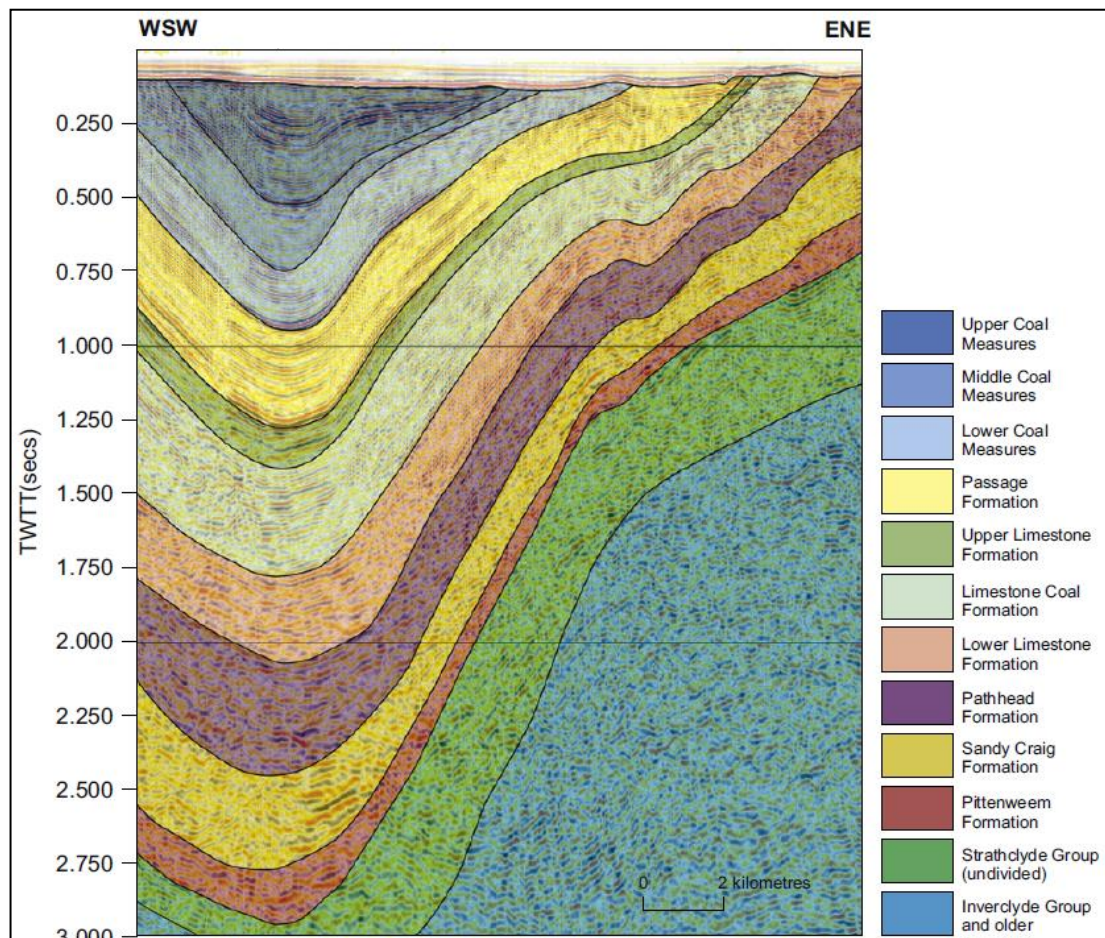 WSW
ENE
0.250
0.500
0.750
1.000
1.250
1.500
1.750
2.000
2.250
2.500
2.750
3.000
TWTT(secs)
0
2 kilometres
Upper Coal
Measures
Middle Coal
Measures
Lower Coal
Measures
Passage
Formation
Upper Limestone
Formation
Limestone Coal
Formation
Lower Limestone
Formation
Pathhead
Formation
Sandy Craig
Formation
Pittenweem
Formation
Strathclyde Group
(undivided)
Inverclyde Group
and older